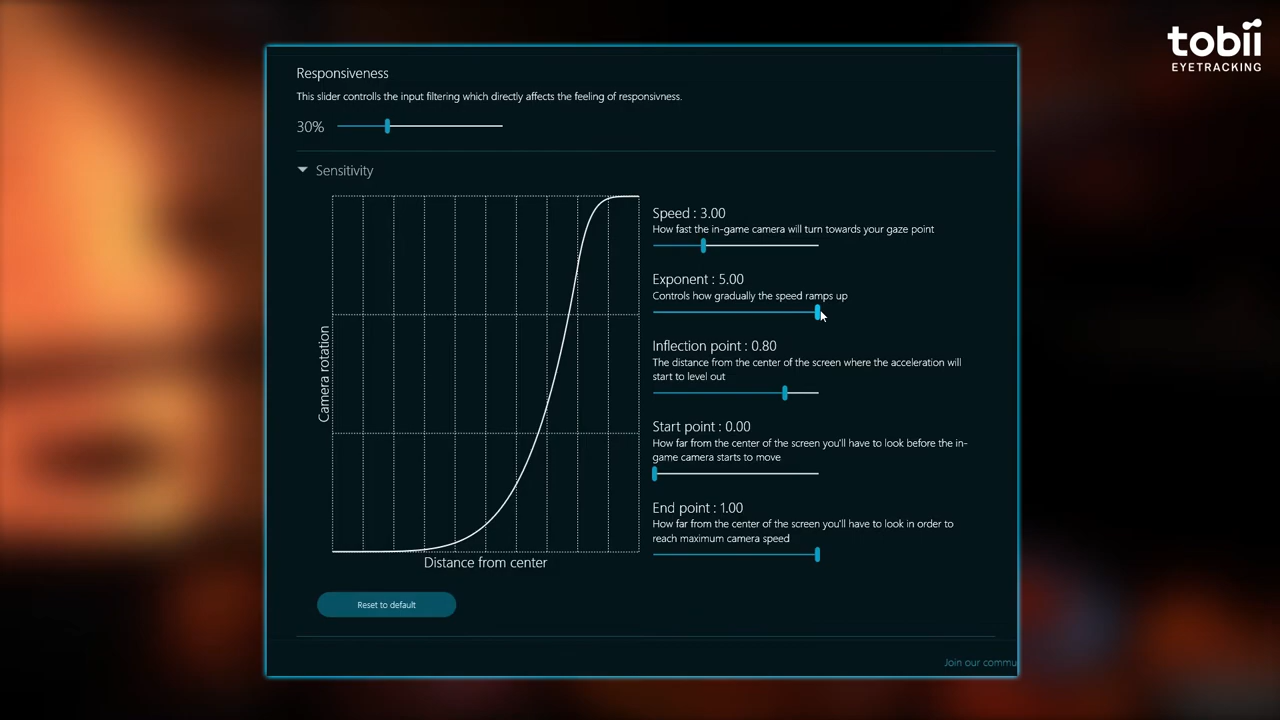 tobii
EYETRACKING
Responsiveness
This slider controlls the input filtering which directly affects the feeling of responsivness.
30%
Sensitivity
Camera rotation
Distance from center
Speed : 3.00
How fast the in-game camera will turn towards your gaze point
Exponent : 5.00
Controls how gradually the speed ramps up
Inflection point : 0.80
The distance from the center of the screen where the acceleration will
start to level out
Start point : 0.00
How far from the center of the screen you'll have to look before the in-
game camera starts to move
End point : 1.00
How far from the center of the screen you'll have to look in order to
reach maximum camera speed
Reset to default
Join our commu